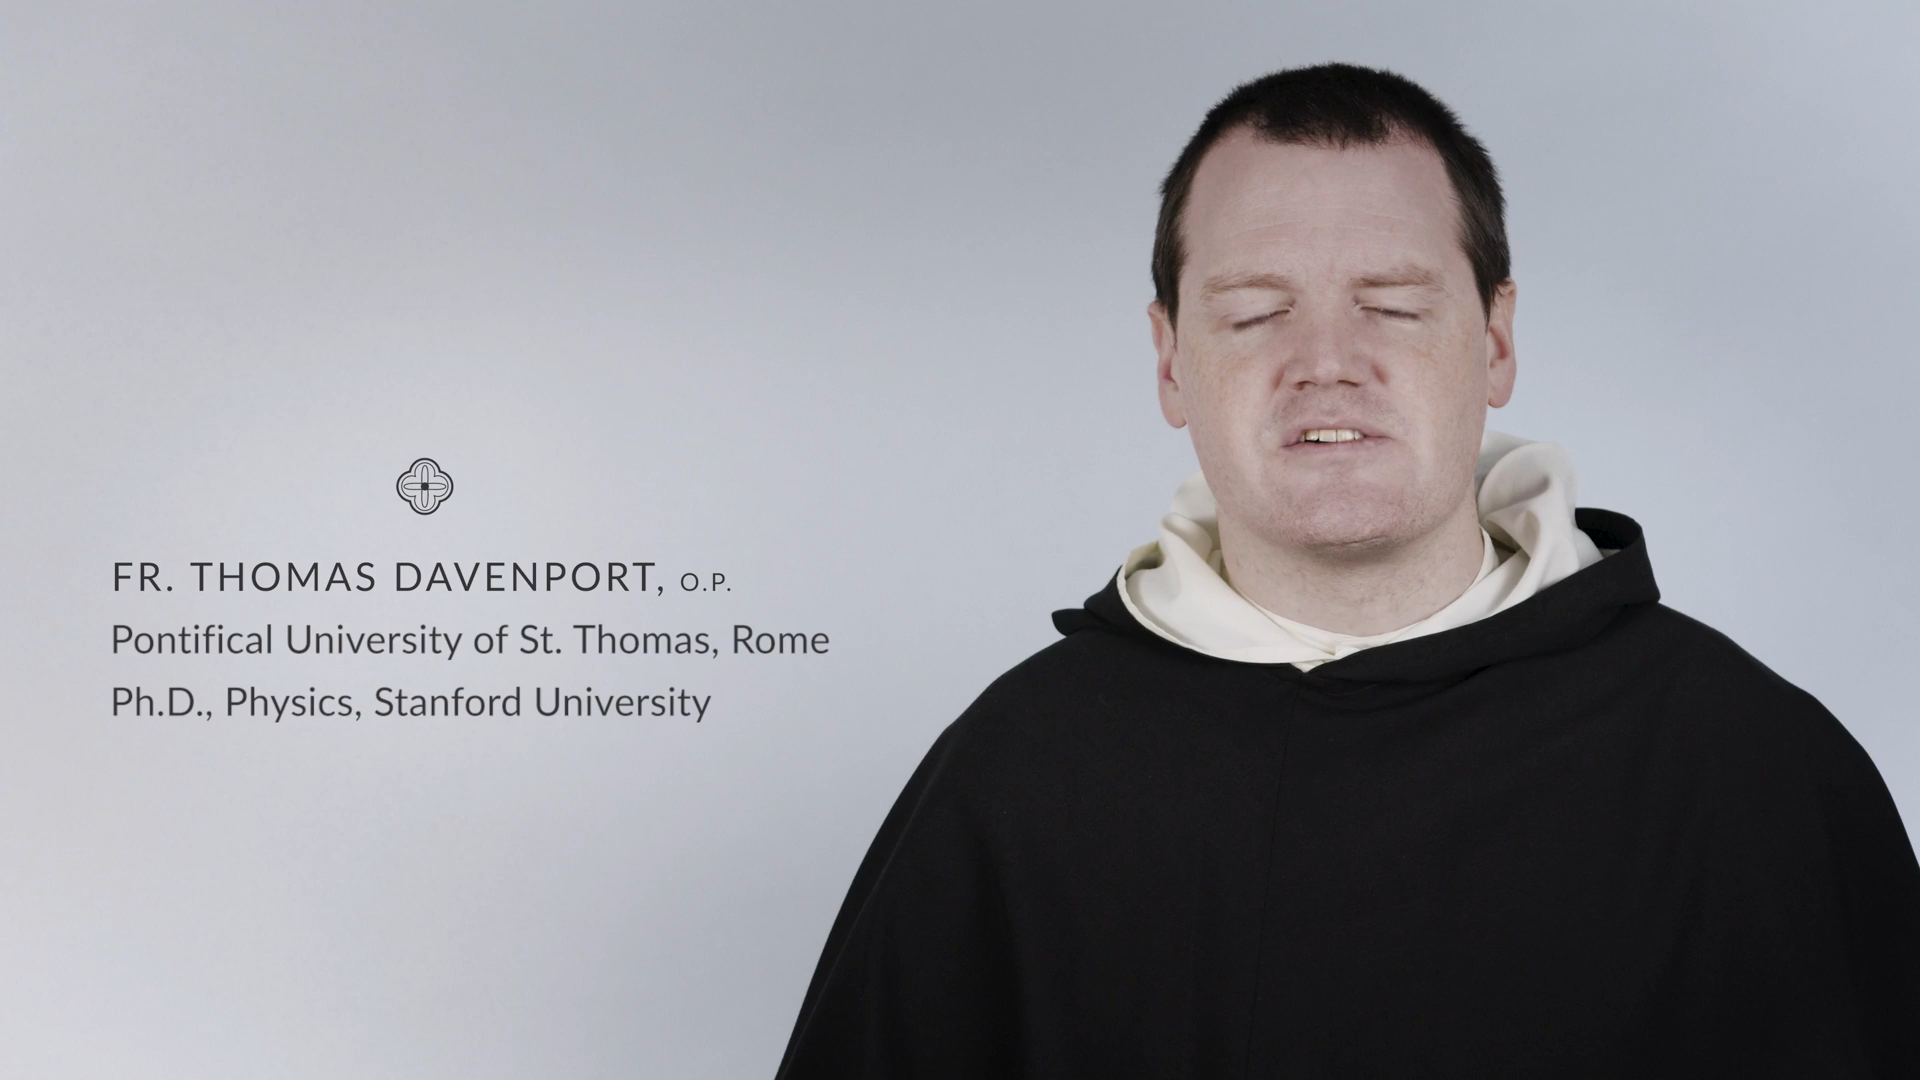 FR. THOMAS DAVENPORT, O.P.
Pontifical University of St. Thomas, Rome
Ph.D., Physics, Stanford University